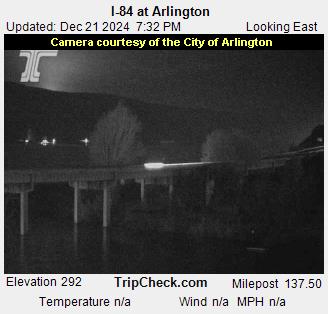 I-84 at Arlington
Updated: Dec 21 2024 7:32 PM Looking East
Camera courtesy of the City of Arlington
Elevation 292 TripCheck.com Milepost 137.50
Temperature n/a Wind n/a MPH n/a